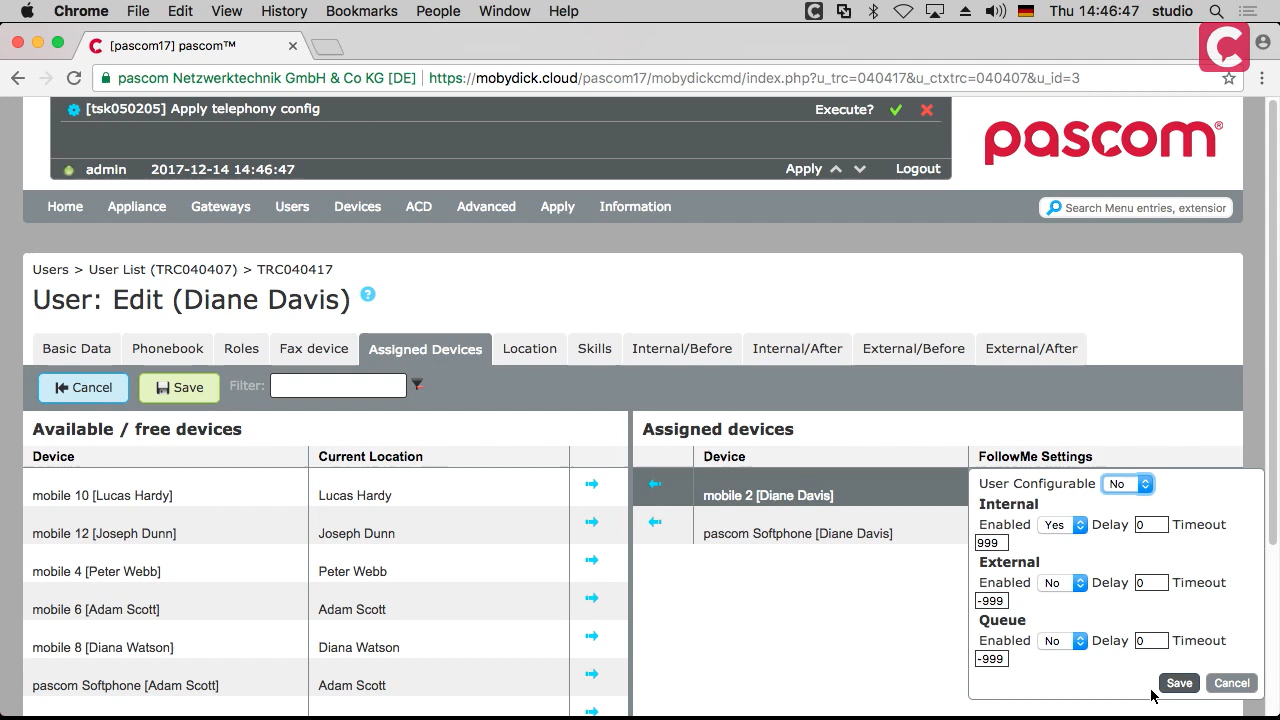 Chrome File Edit View History Bookmarks People Window Help Thu 14:46:47 studio
[pascom17] pascom™
pascom Netzwerktechnik GmbH & Co KG [DE] https://mobydick.cloud/pascom17/mobydickcmd/index.php?u_trc=040417&u_ctxtrc=040407&u_id=3
[tsk050205] Apply telephony config Execute?
pascom®
admin 2017-12-14 14:46:47 Apply Logout
Home Appliance Gateways Users Devices ACD Advanced Apply Information Search Menu entries, extension
Users > User List (TRC040407) > TRC040417
User: Edit (Diane Davis) ?
Basic Data Phonebook Roles Fax device Assigned Devices Location Skills Internal/Before Internal/After External/Before External/After
Cancel Save Filter:
Available / free devices Assigned devices
Device Current Location Device FollowMe Settings
User Configurable No
mobile 10 [Lucas Hardy] Lucas Hardy mobile 2 [Diane Davis]
Internal
Enabled Yes Delay 0 Timeout
mobile 12 [Joseph Dunn] Joseph Dunn pascom Softphone [Diane Davis]
999
External
mobile 4 [Peter Webb] Peter Webb
Enabled No Delay 0 Timeout
-999
mobile 6 [Adam Scott] Adam Scott
Queue
Enabled No Delay 0 Timeout
mobile 8 [Diana Watson] Diana Watson
-999
pascom Softphone [Adam Scott] Adam Scott
Save Cancel